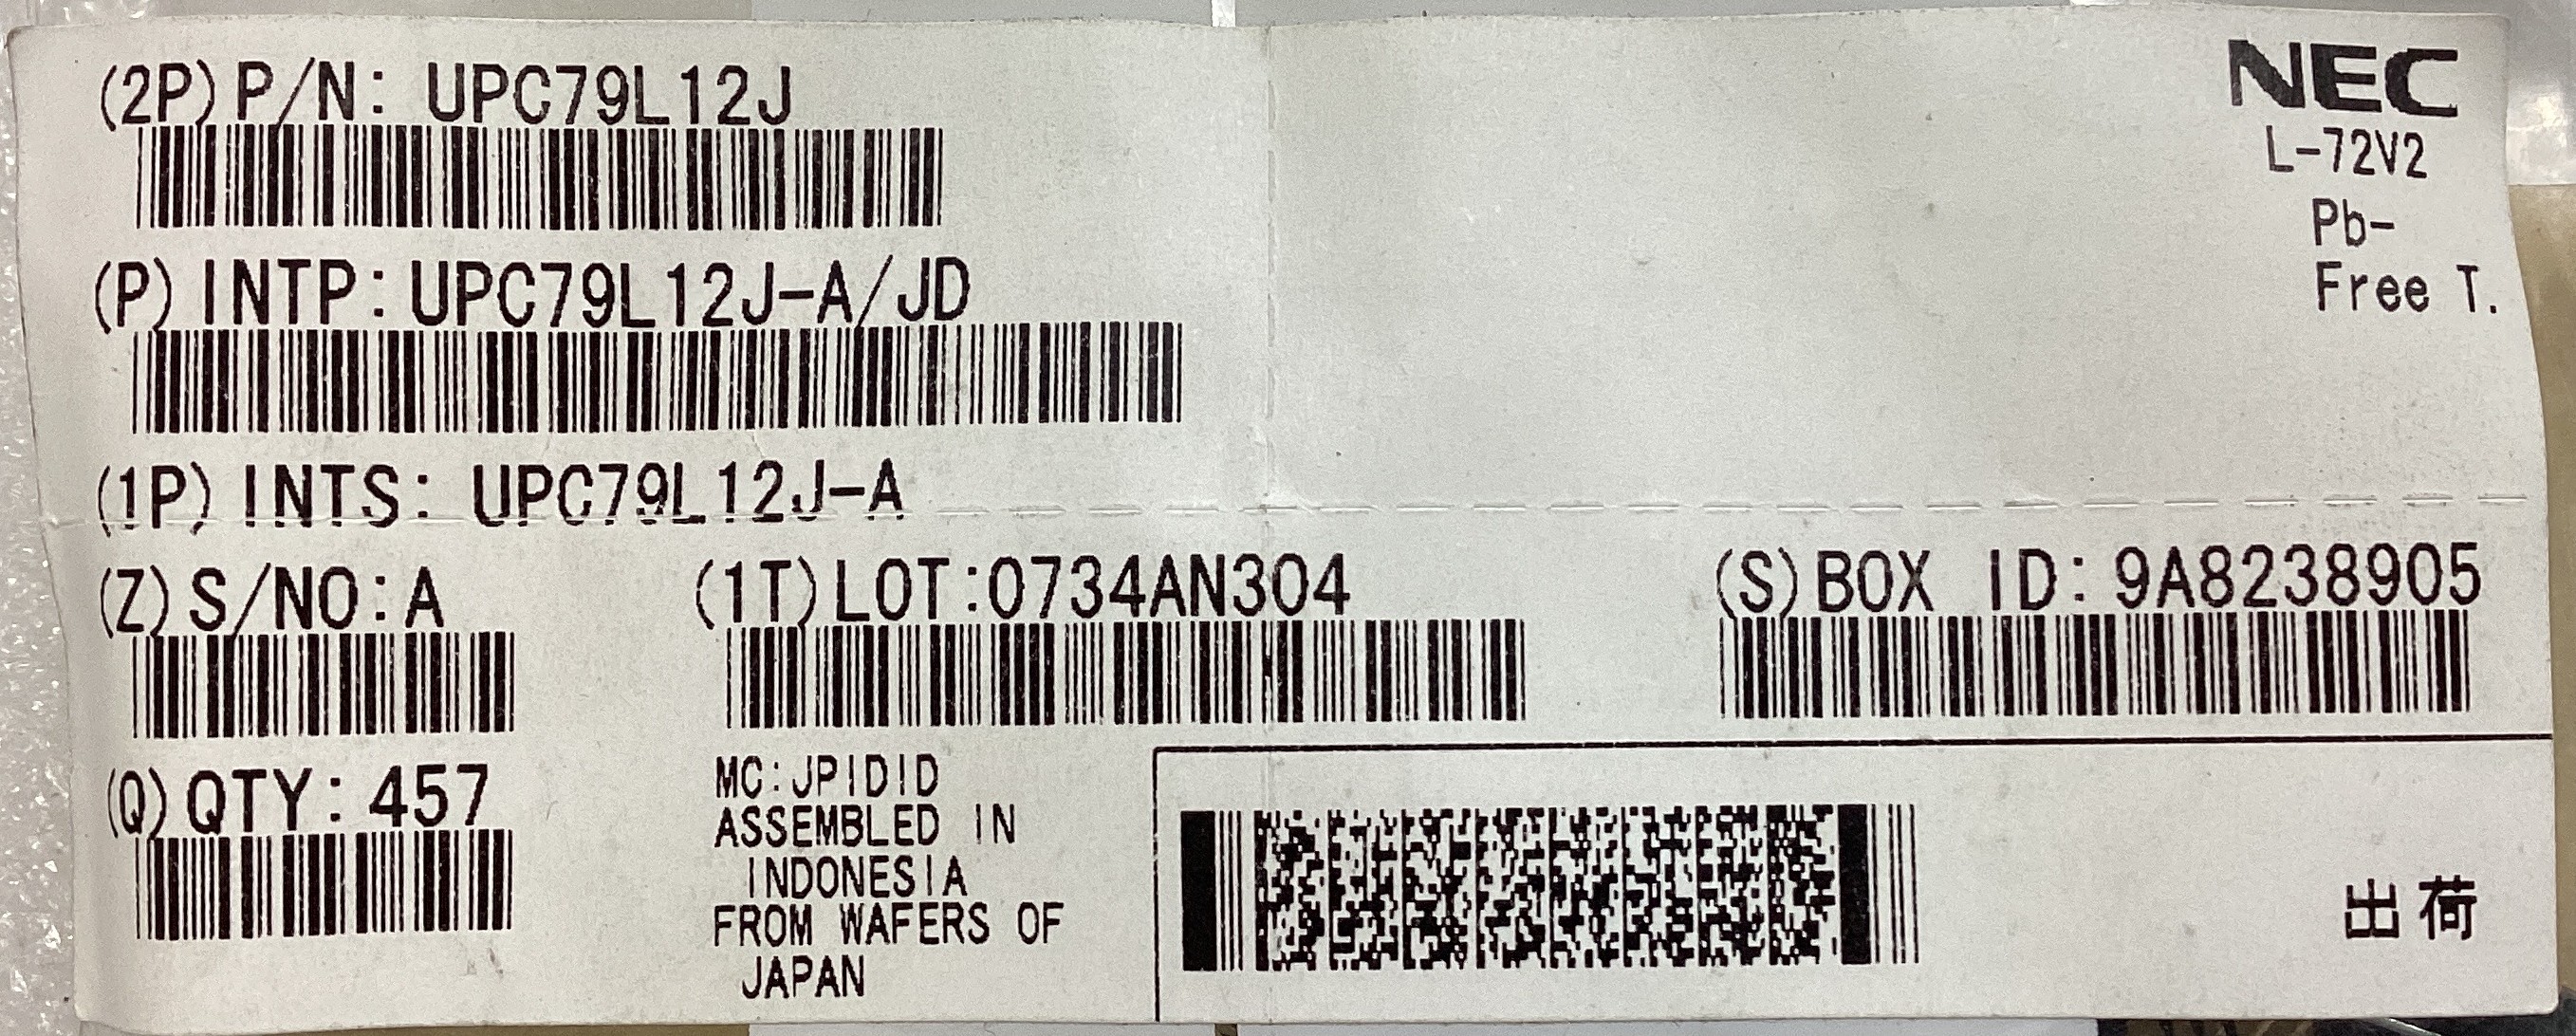 (2P) P/N: UPC79L12J
NEC
L-72V2
Pb-
Free T.
(P) INTP: UPC79L12J-A/JD
(1P) INTS: UPC79L12J-A
(Z) S/NO: A
(1T) LOT:0734AN304
(S) BOX ID: 9A8238905
(Q) QTY: 457
MC:JPIDID
ASSEMBLED IN
INDONESIA
FROM WAFERS OF
JAPAN
出荷